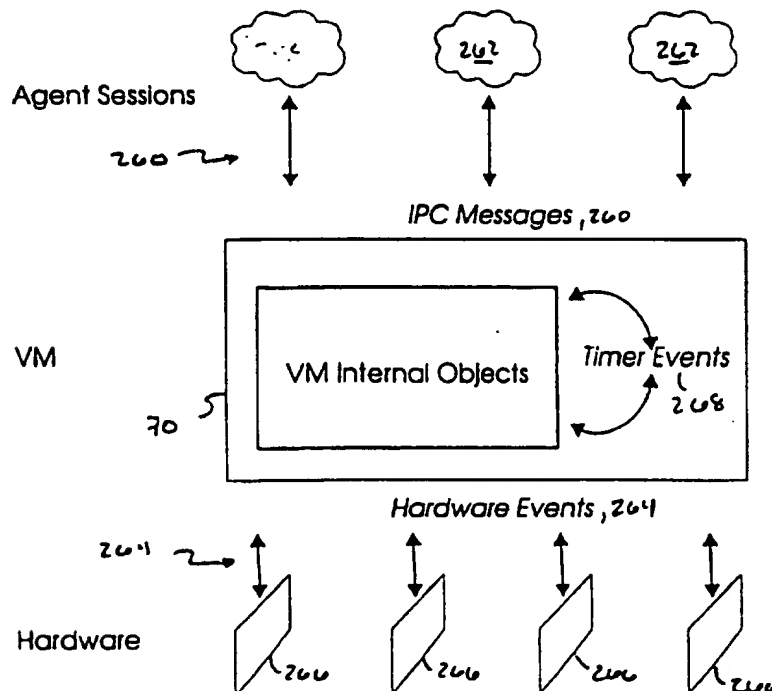 262 262
Agent Sessions
260
IPC Messages, 260
VM Internal Objects
Timer Events
268
VM
70
Hardware Events, 264
264
Hardware
266 266 266 266